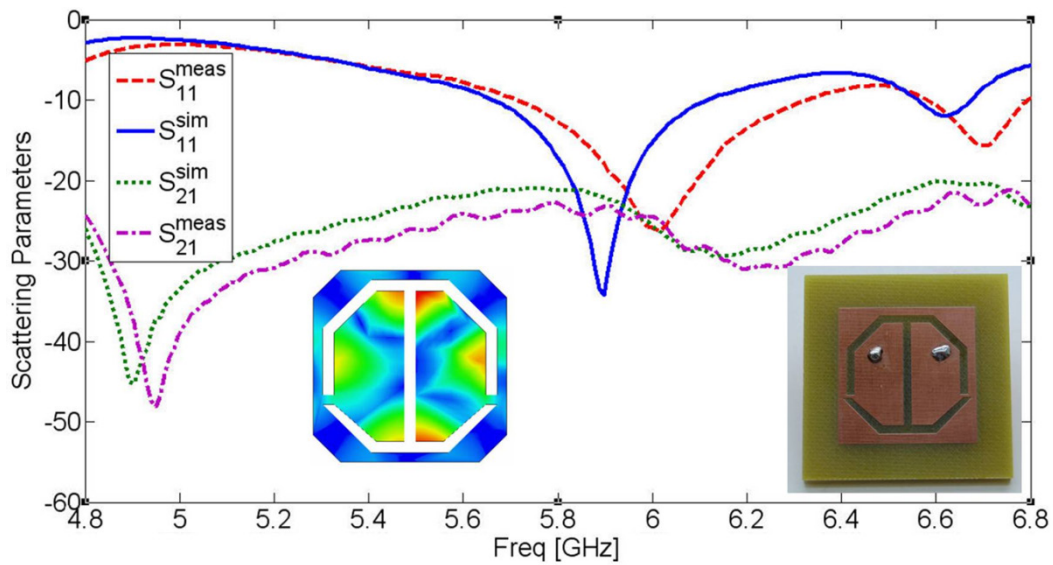 0
-10
-20
-30
-40
-50
-60
Scattering Parameters
S11meas
S11sim
S21sim
S21meas
4.8 5 5.2 5.4 5.6 5.8 6 6.2 6.4 6.6 6.8
Freq [GHz]